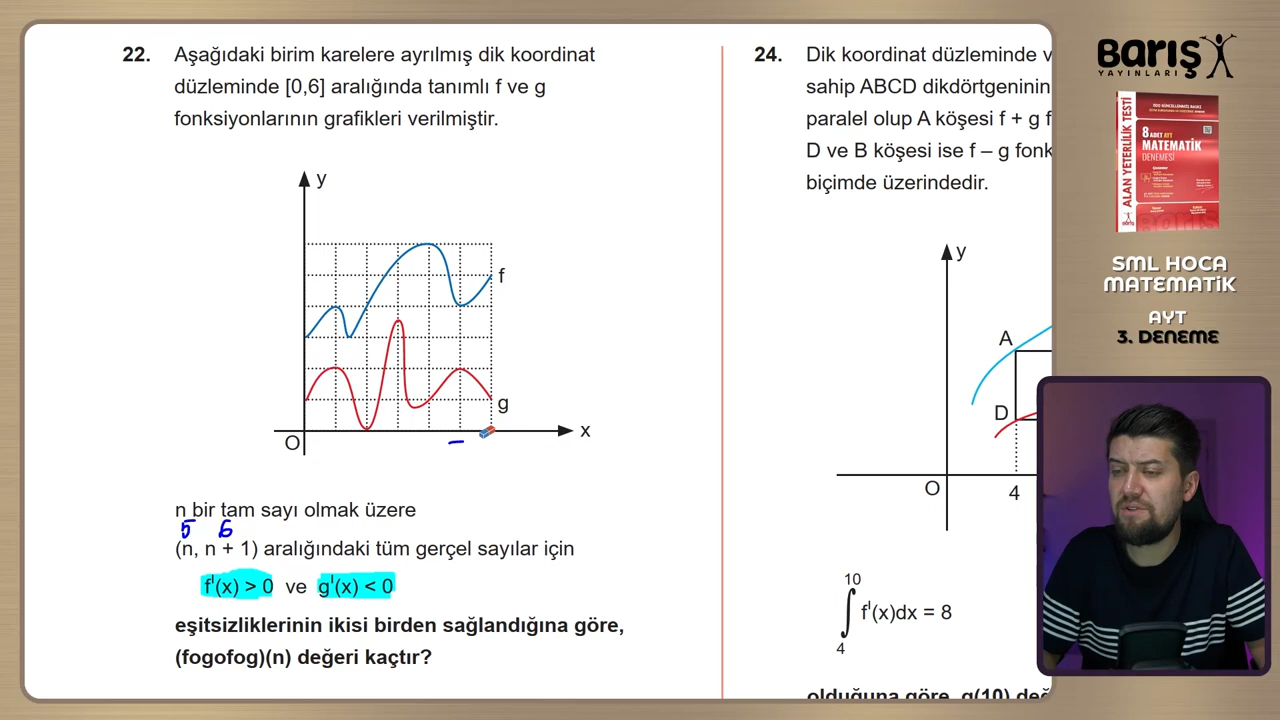 22. Aşağıdaki birim karelere ayrılmış dik koordinat
düzleminde [0,6] aralığında tanımlı f ve g
fonksiyonlarının grafikleri verilmiştir.
y
f
g
x
O
n bir tam sayı olmak üzere
5 6
(n, n + 1) aralığındaki tüm gerçel sayılar için
fᴵ(x) > 0 ve gᴵ(x) < 0
eşitsizliklerinin ikisi birden sağlandığına göre,
(fogofog)(n) değeri kaçtır?
24. Dik koordinat düzleminde v
sahip ABCD dikdörtgeninin
paralel olup A köşesi f + g f
D ve B köşesi ise f – g fonk
biçimde üzerindedir.
y
A
D
O
4
10
∫ fᴵ(x)dx = 8
4
olduğuna göre, g(10) değ
BARIŞ
YAYINLARI
ALAN YETERLİLİK TESTİ
8 ADET AYT
MATEMATİK
DENEMESİ
SML HOCA
MATEMATİK
AYT
3. DENEME